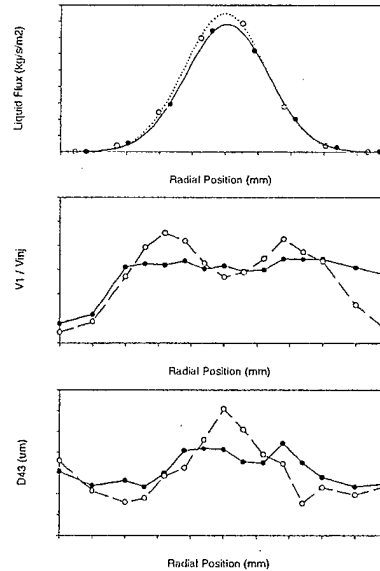 Liquid Flux (kg/s/m2)
Radial Position (mm)
V1 / Vinj
Radial Position (mm)
D43 (um)
Radial Position (mm)